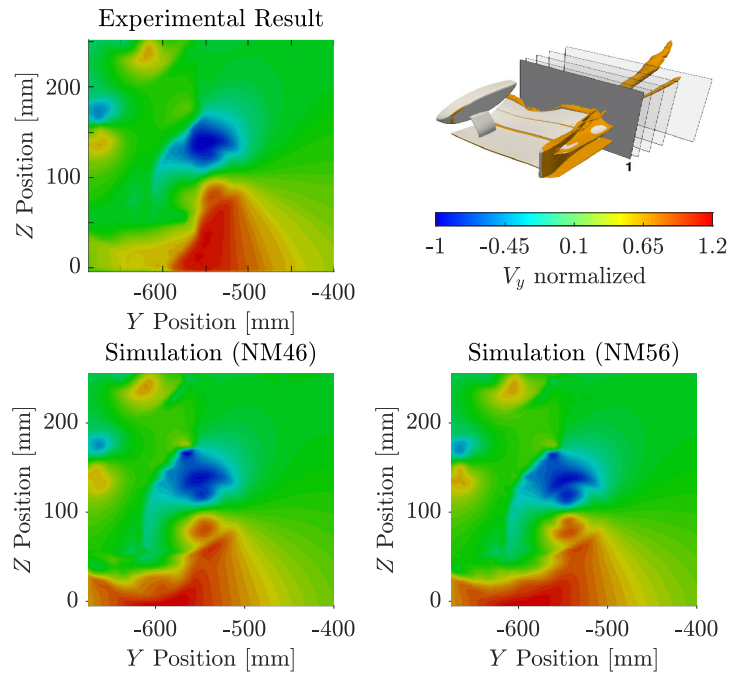 Experimental Result
Z Position [mm]
200
100
0
-600
-500
-400
Y Position [mm]
1
-1
-0.45
0.1
0.65
1.2
Vy normalized
Simulation (NM46)
Z Position [mm]
200
100
0
-600
-500
-400
Y Position [mm]
Simulation (NM56)
Z Position [mm]
200
100
0
-600
-500
-400
Y Position [mm]